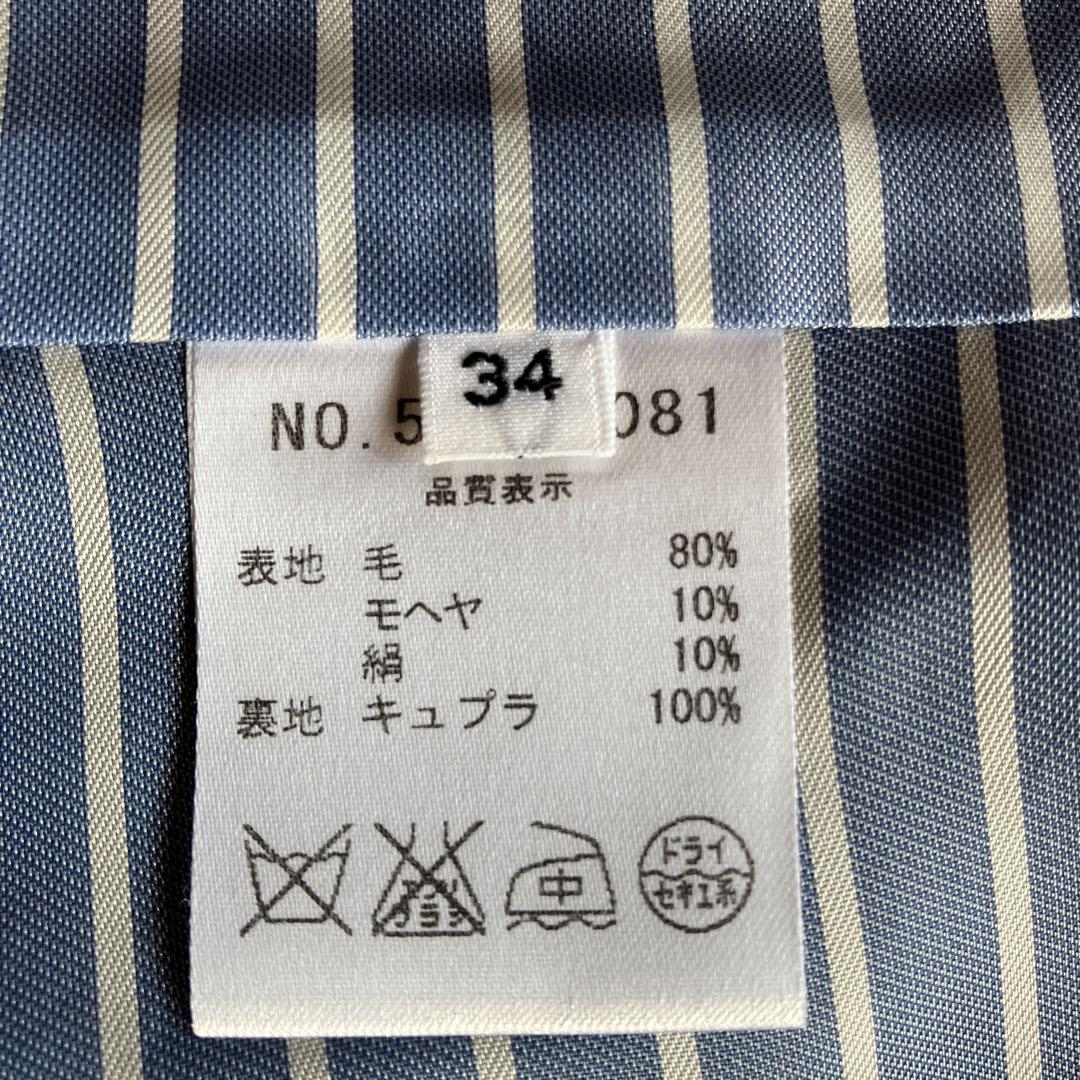 34
NO. 5 081
品質表示
表地 毛 80%
モヘヤ 10%
絹 10%
裏地 キュプラ 100%
中
ドライ
セキユ系